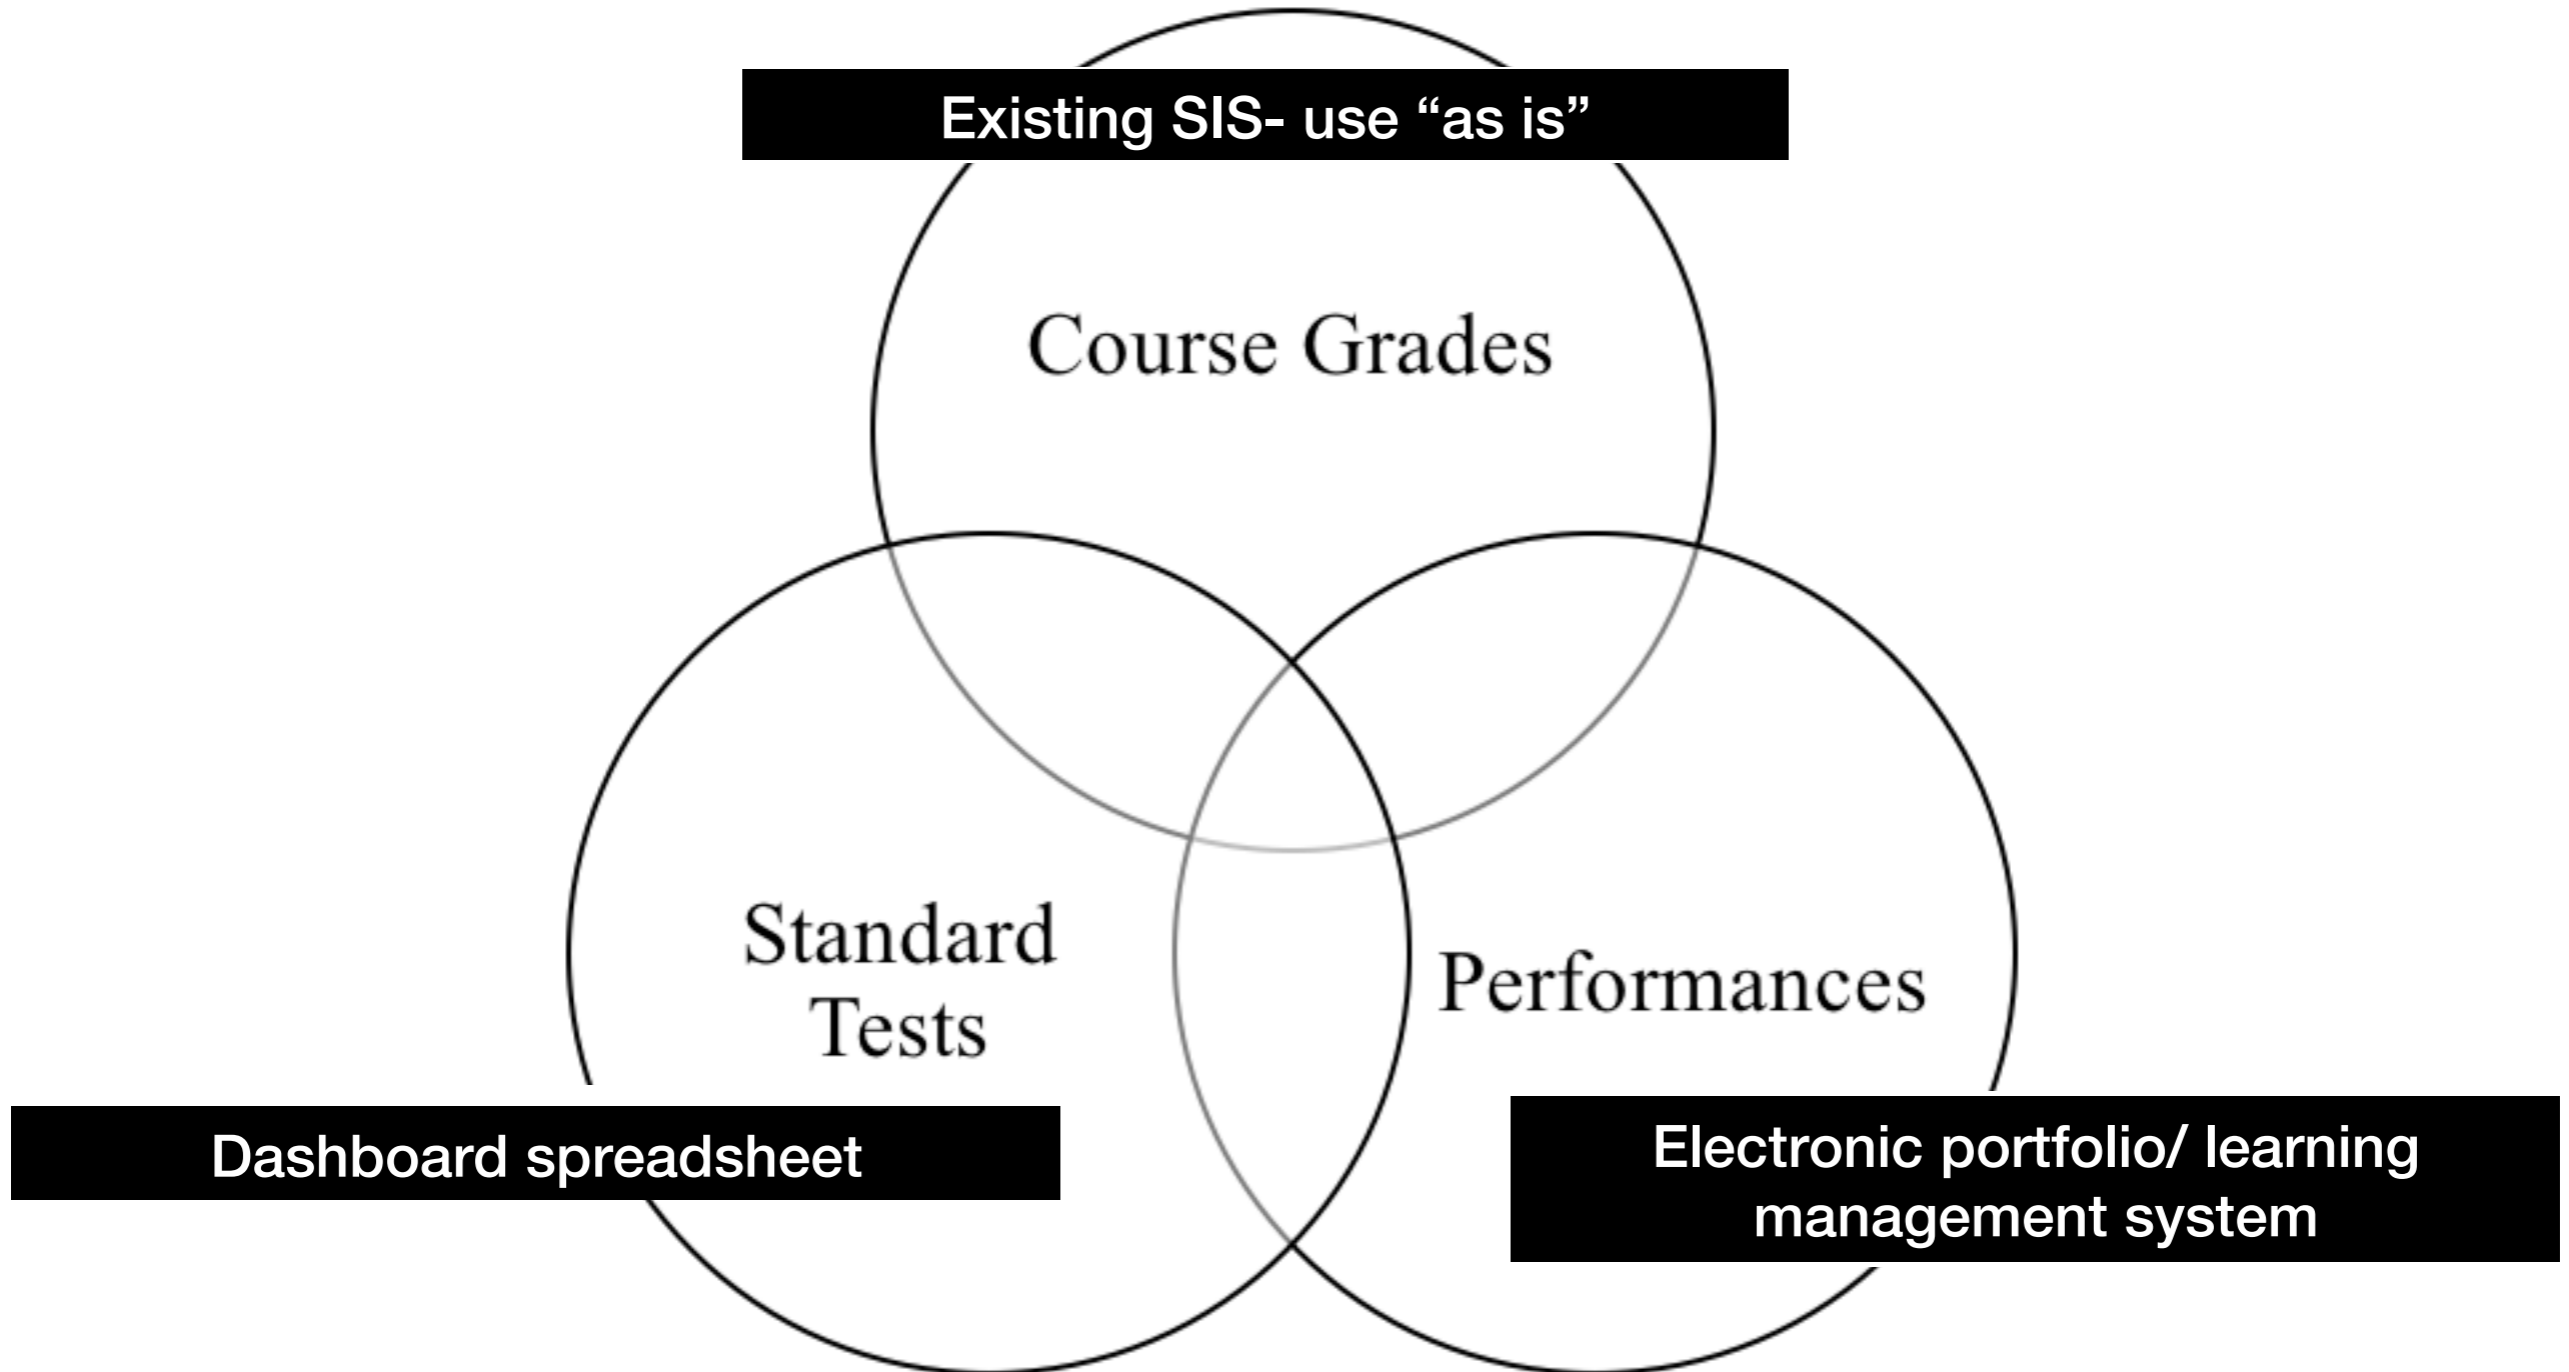 Existing SIS- use “as is”
Course Grades
Standard
Tests
Performances
Dashboard spreadsheet
Electronic portfolio/ learning
management system